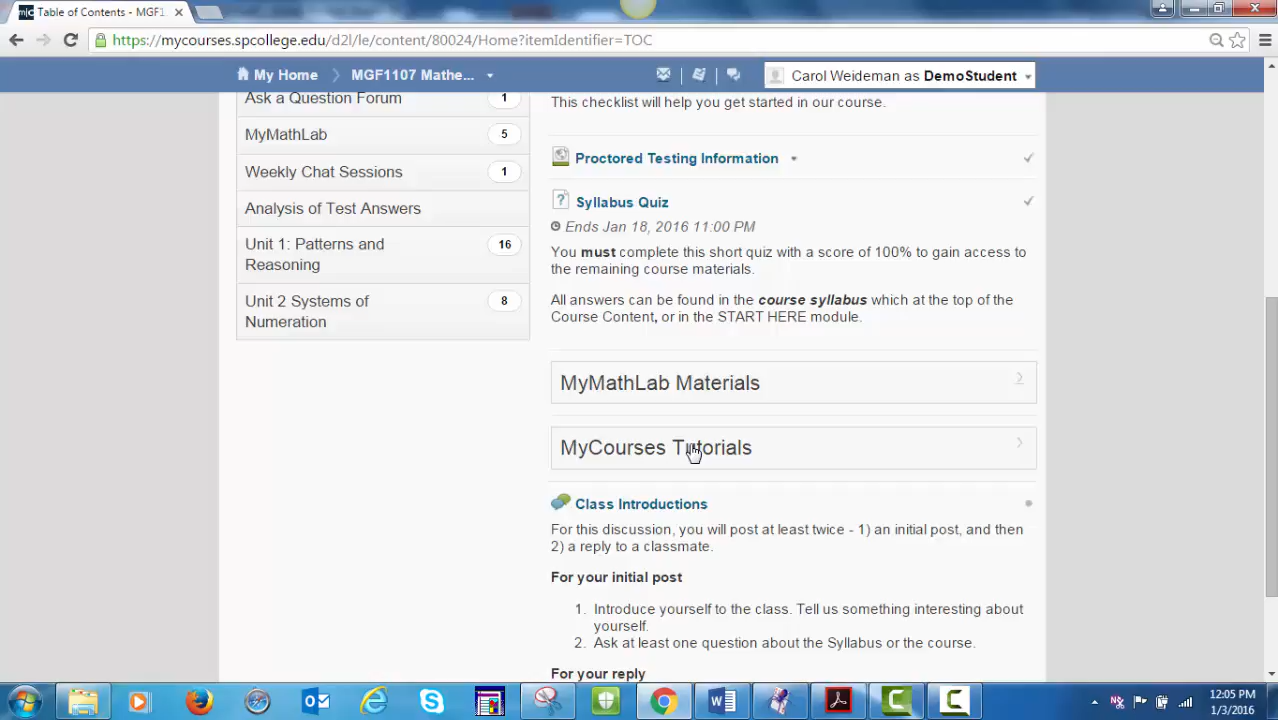 Table of Contents - MGF1
https://mycourses.spcollege.edu/d2l/le/content/80024/Home?itemIdentifier=TOC
My Home
MGF1107 Mathe...
Carol Weideman as DemoStudent
Ask a Question Forum 1
MyMathLab 5
Weekly Chat Sessions 1
Analysis of Test Answers
Unit 1: Patterns and 16
Reasoning
Unit 2 Systems of 8
Numeration
This checklist will help you get started in our course.
Proctored Testing Information
Syllabus Quiz
Ends Jan 18, 2016 11:00 PM
You must complete this short quiz with a score of 100% to gain access to
the remaining course materials.
All answers can be found in the course syllabus which at the top of the
Course Content, or in the START HERE module.
MyMathLab Materials
MyCourses Tutorials
Class Introductions
For this discussion, you will post at least twice - 1) an initial post, and then
2) a reply to a classmate.
For your initial post
1. Introduce yourself to the class. Tell us something interesting about
yourself.
2. Ask at least one question about the Syllabus or the course.
For your reply
12:05 PM
1/3/2016